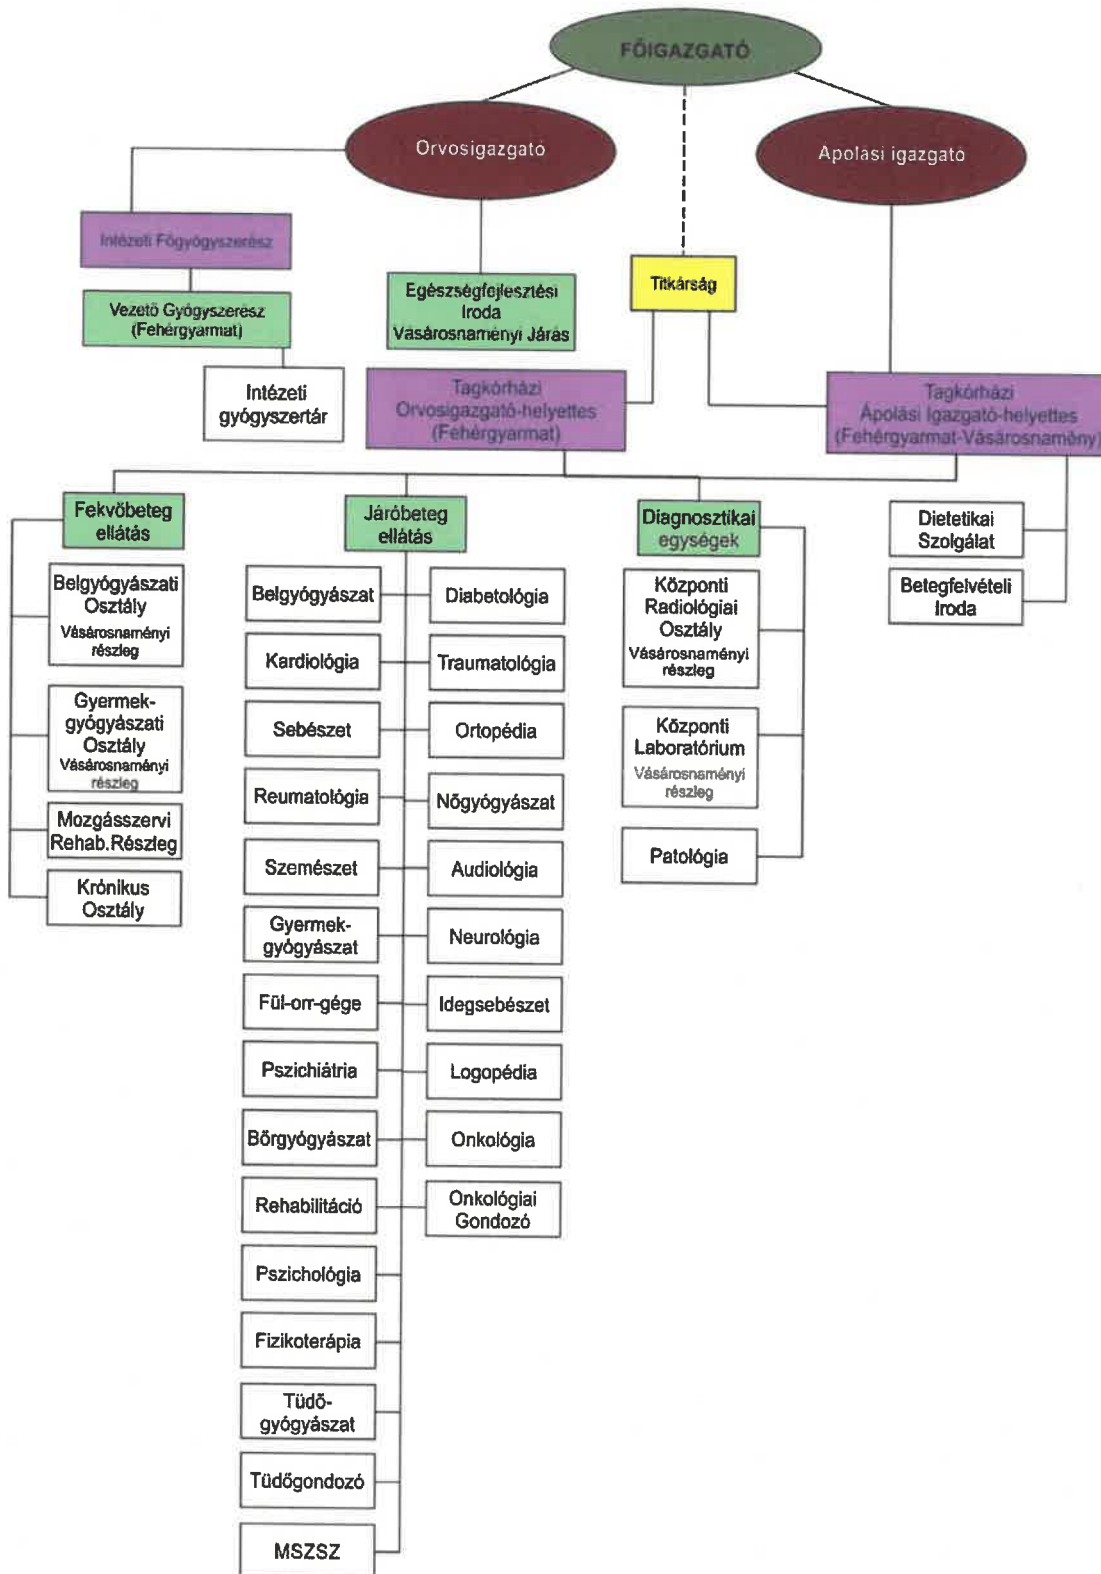 FŐIGAZGATÓ
Orvosigazgató
Ápolási igazgató
Intézeti Főgyógyszerész
Vezető Gyógyszerész
(Fehérgyarmat)
Intézeti
gyógyszertár
Egészségfejlesztési
Iroda
Vásárosnaményi Járás
Titkárság
Tagkórházi
Orvosigazgató-helyettes
(Fehérgyarmat)
Tagkórházi
Ápolási Igazgató-helyettes
(Fehérgyarmat-Vásárosnamény)
Fekvőbeteg
ellátás
Belgyógyászati
Osztály
Vásárosnaményi
részleg
Gyermek-
gyógyászati
Osztály
Vásárosnaményi
részleg
Mozgásszervi
Rehab.Részleg
Krónikus
Osztály
Járóbeteg
ellátás
Belgyógyászat
Diabetológia
Kardiológia
Traumatológia
Sebészet
Ortopédia
Reumatológia
Nőgyógyászat
Szemészet
Audiológia
Gyermek-
gyógyászat
Neurológia
Fül-orr-gége
Idegsebészet
Pszichiátria
Logopédia
Bőrgyógyászat
Onkológia
Rehabilitáció
Onkológiai
Gondozó
Pszichológia
Fizikoterápia
Tüdő-
gyógyászat
Tüdőgondozó
MSZSZ
Diagnosztikai
egységek
Központi
Radiológiai
Osztály
Vásárosnaményi
részleg
Központi
Laboratórium
Vásárosnaményi
részleg
Patológia
Dietetikai
Szolgálat
Betegfelvételi
Iroda